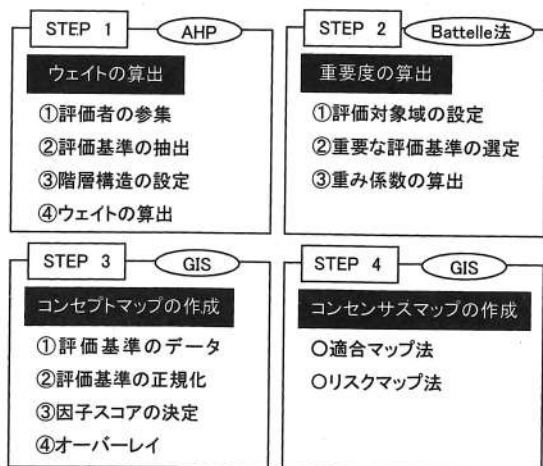 STEP 1
AHP
ウェイトの算出
①評価者の参集
②評価基準の抽出
③階層構造の設定
④ウェイトの算出
STEP 2
Battelle法
重要度の算出
①評価対象域の設定
②重要な評価基準の選定
③重み係数の算出
STEP 3
GIS
コンセプトマップの作成
①評価基準のデータ
②評価基準の正規化
③因子スコアの決定
④オーバーレイ
STEP 4
GIS
コンセンサスマップの作成
○適合マップ法
○リスクマップ法